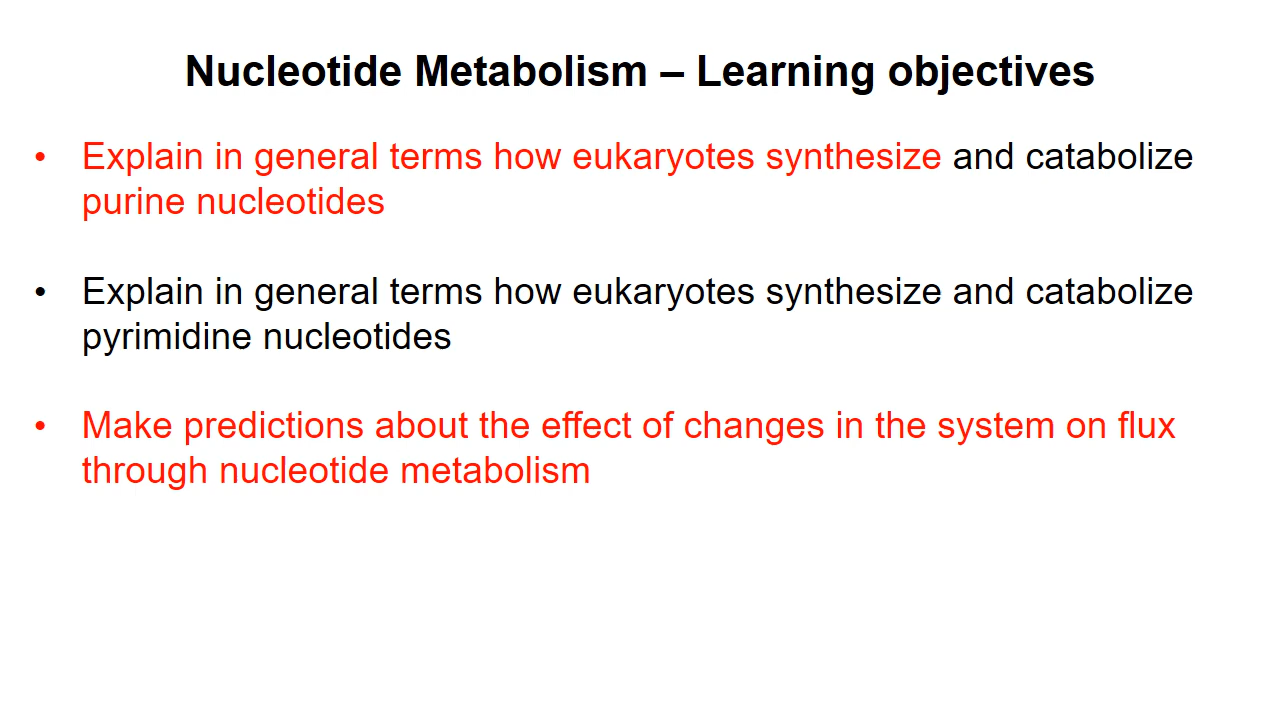 Nucleotide Metabolism – Learning objectives
• Explain in general terms how eukaryotes synthesize and catabolize
purine nucleotides
• Explain in general terms how eukaryotes synthesize and catabolize
pyrimidine nucleotides
• Make predictions about the effect of changes in the system on flux
through nucleotide metabolism